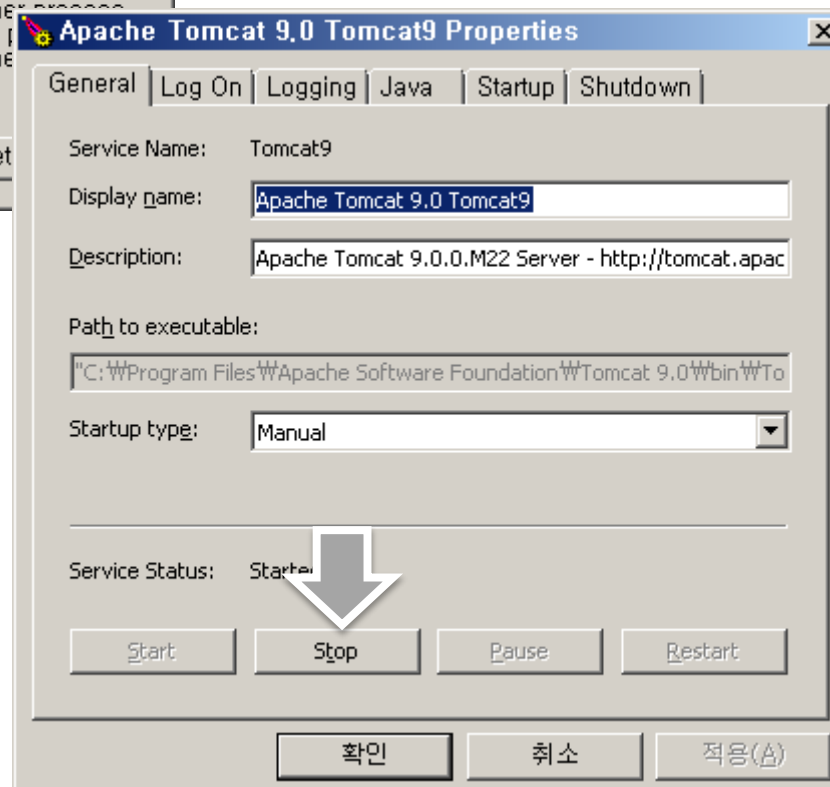 Apache Tomcat 9.0 Tomcat9 Properties
General Log On Logging Java Startup Shutdown
Service Name: Tomcat9
Display name: Apache Tomcat 9.0 Tomcat9
Description: Apache Tomcat 9.0.0.M22 Server - http://tomcat.apac
Path to executable:
"C:₩Program Files₩Apache Software Foundation₩Tomcat 9.0₩bin₩To
Startup type: Manual
Service Status:
Start Stop Pause Restart
확인 취소 적용(A)